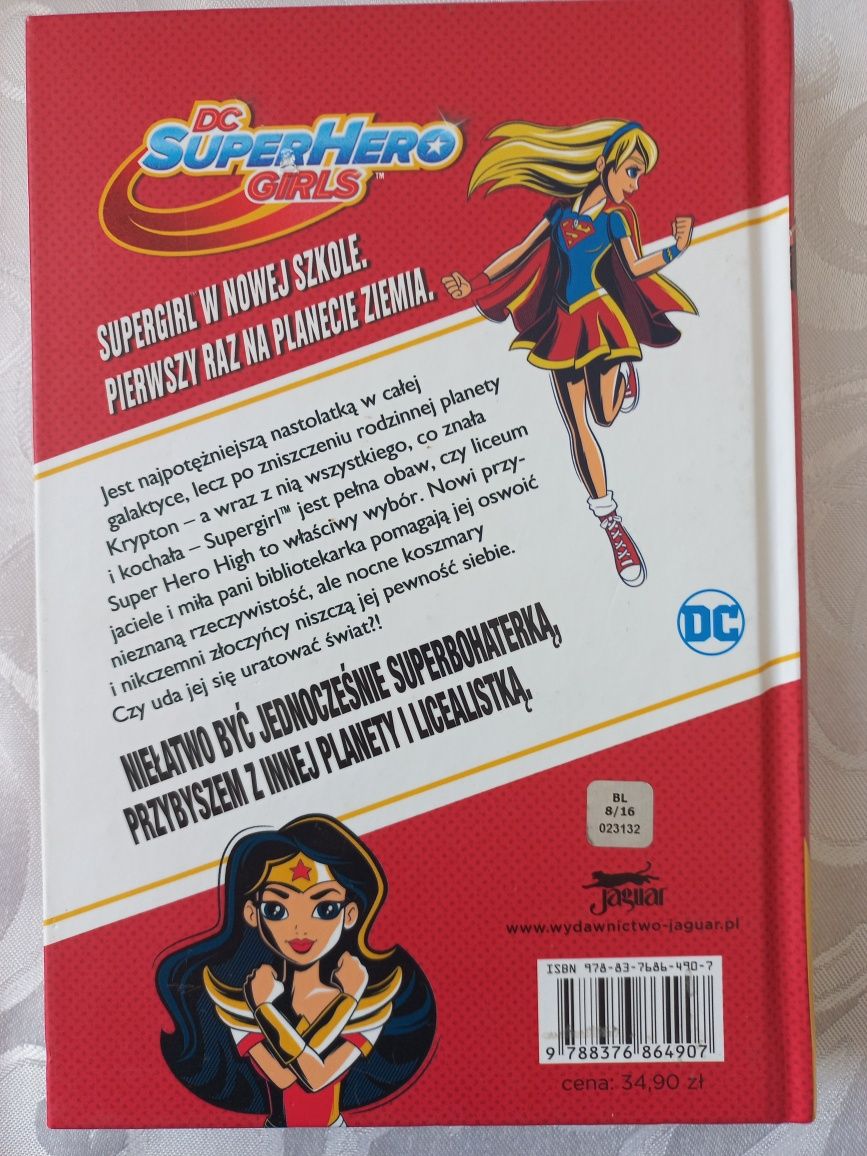 DC
SUPERHERO
GIRLS™
SUPERGIRL™ W NOWEJ SZKOLE.
PIERWSZY RAZ NA PLANECIE ZIEMIA.
Jest najpotężniejszą nastolatką w całej
galaktyce, lecz po zniszczeniu rodzinnej planety
Krypton – a wraz z nią wszystkiego, co znała
i kochała – Supergirl™ jest pełna obaw, czy liceum
Super Hero High to właściwy wybór. Nowi przy-
jaciele i miła pani bibliotekarka pomagają jej oswoić
nieznaną rzeczywistość, ale nocne koszmary
i nikczemni złoczyńcy niszczą jej pewność siebie.
Czy uda jej się uratować świat?!
NIEŁATWO BYĆ JEDNOCZEŚNIE SUPERBOHATERKĄ,
PRZYBYSZEM Z INNEJ PLANETY I LICEALISTKĄ.
DC
BL
8/16
023132
jaguar
www.wydawnictwo-jaguar.pl
ISBN 978-83-7686-490-7
9 788376 864907
cena: 34,90 zł